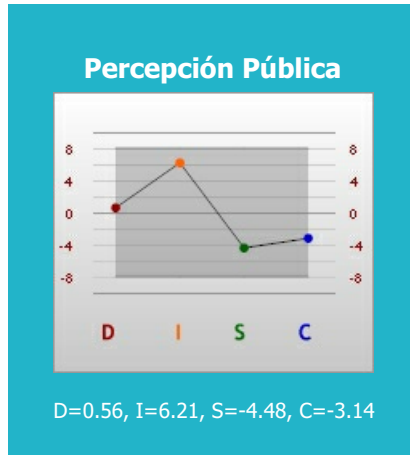 Percepción Pública
8 8
4 4
0 0
-4 -4
-8 -8
D I S C
D=0.56, I=6.21, S=-4.48, C=-3.14